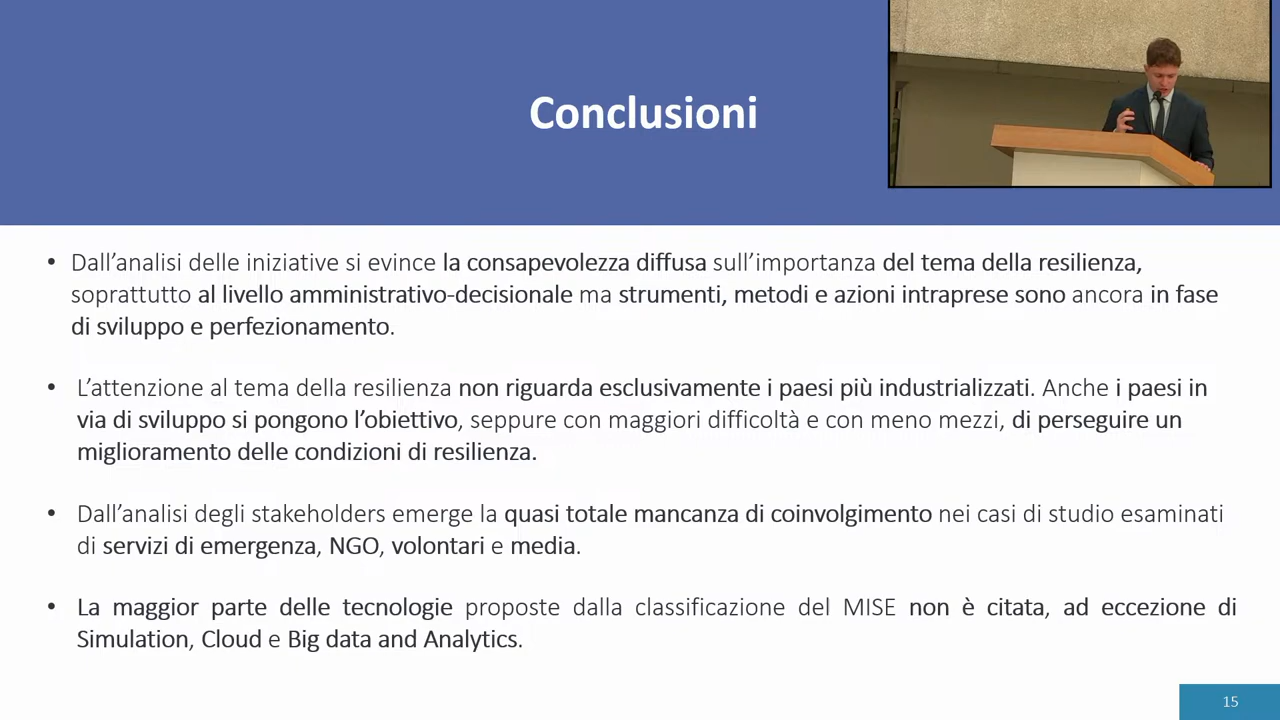 Conclusioni
• Dall’analisi delle iniziative si evince la consapevolezza diffusa sull’importanza del tema della resilienza,
soprattutto al livello amministrativo-decisionale ma strumenti, metodi e azioni intraprese sono ancora in fase
di sviluppo e perfezionamento.
• L’attenzione al tema della resilienza non riguarda esclusivamente i paesi più industrializzati. Anche i paesi in
via di sviluppo si pongono l’obiettivo, seppure con maggiori difficoltà e con meno mezzi, di perseguire un
miglioramento delle condizioni di resilienza.
• Dall’analisi degli stakeholders emerge la quasi totale mancanza di coinvolgimento nei casi di studio esaminati
di servizi di emergenza, NGO, volontari e media.
• La maggior parte delle tecnologie proposte dalla classificazione del MISE non è citata, ad eccezione di
Simulation, Cloud e Big data and Analytics.
15